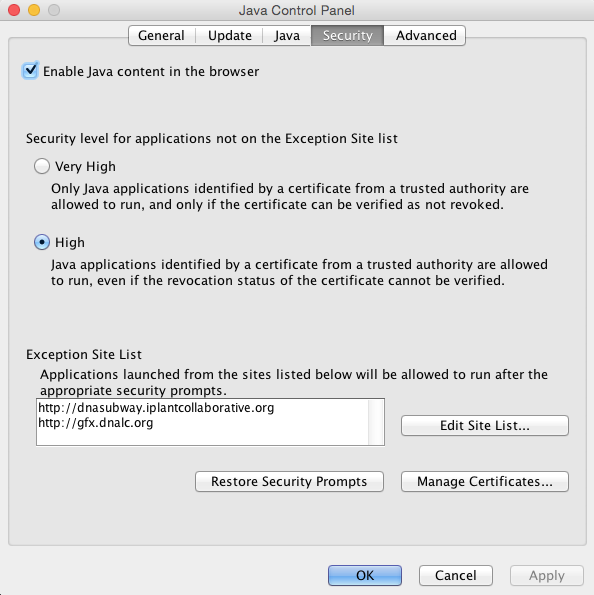 Java Control Panel
General Update Java Security Advanced
Enable Java content in the browser
Security level for applications not on the Exception Site list
Very High
Only Java applications identified by a certificate from a trusted authority are
allowed to run, and only if the certificate can be verified as not revoked.
High
Java applications identified by a certificate from a trusted authority are allowed
to run, even if the revocation status of the certificate cannot be verified.
Exception Site List
Applications launched from the sites listed below will be allowed to run after the
appropriate security prompts.
http://dnasubway.iplantcollaborative.org
http://gfx.dnalc.org
Edit Site List...
Restore Security Prompts Manage Certificates...
OK Cancel Apply